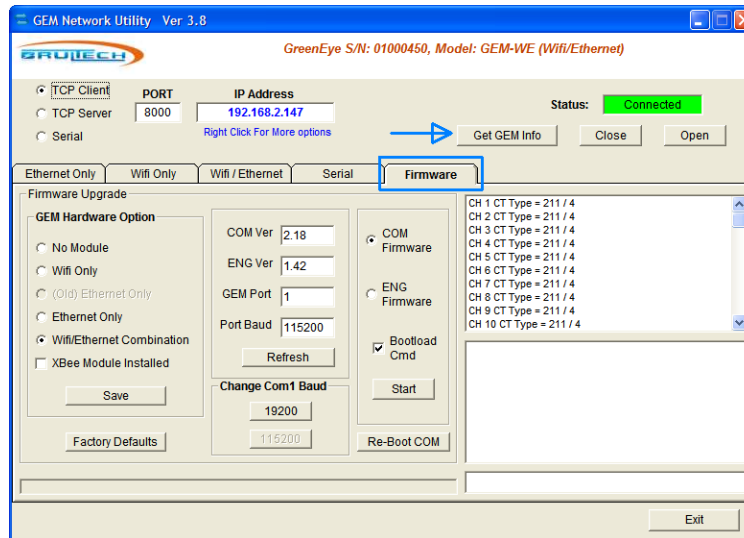 GEM Network Utility   Ver 3.8
BRULTECH
GreenEye S/N: 01000450, Model: GEM-WE (Wifi/Ethernet)
TCP Client
TCP Server
Serial
PORT
8000
IP Address
192.168.2.147
Right Click For More options
Status:
Connected
Get GEM Info
Close
Open
Ethernet Only
Wifi Only
Wifi / Ethernet
Serial
Firmware
Firmware Upgrade
GEM Hardware Option
No Module
Wifi Only
(Old) Ethernet Only
Ethernet Only
Wifi/Ethernet Combination
XBee Module Installed
Save
Factory Defaults
COM Ver 2.18
ENG Ver 1.42
GEM Port 1
Port Baud 115200
Refresh
Change Com1 Baud
19200
115200
COM
Firmware
ENG
Firmware
Bootload
Cmd
Start
Re-Boot COM
CH 1 CT Type = 211 / 4
CH 2 CT Type = 211 / 4
CH 3 CT Type = 211 / 4
CH 4 CT Type = 211 / 4
CH 5 CT Type = 211 / 4
CH 6 CT Type = 211 / 4
CH 7 CT Type = 211 / 4
CH 8 CT Type = 211 / 4
CH 9 CT Type = 211 / 4
CH 10 CT Type = 211 / 4
Exit